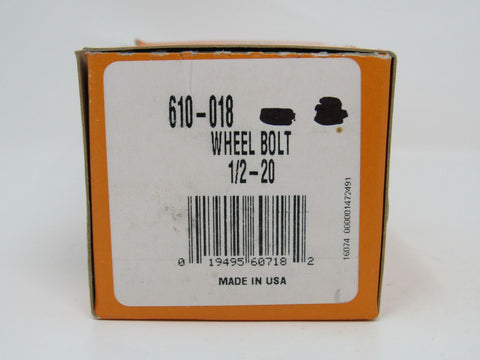 610-018
WHEEL BOLT
1/2-20
0 19495 60718 2
MADE IN USA
16074 000001472491